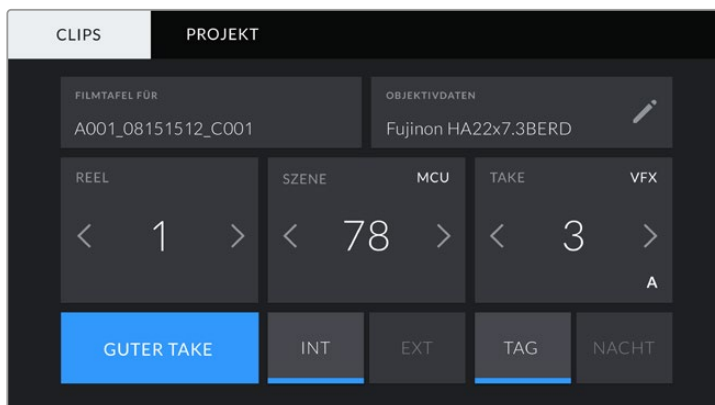 CLIPS PROJEKT
FILMTAFEL FÜR OBJEKTIVDATEN
A001_08151512_C001 Fujinon HA22x7.3BERD
REEL SZENE MCU TAKE VFX
1 78 3
A
GUTER TAKE INT EXT TAG NACHT